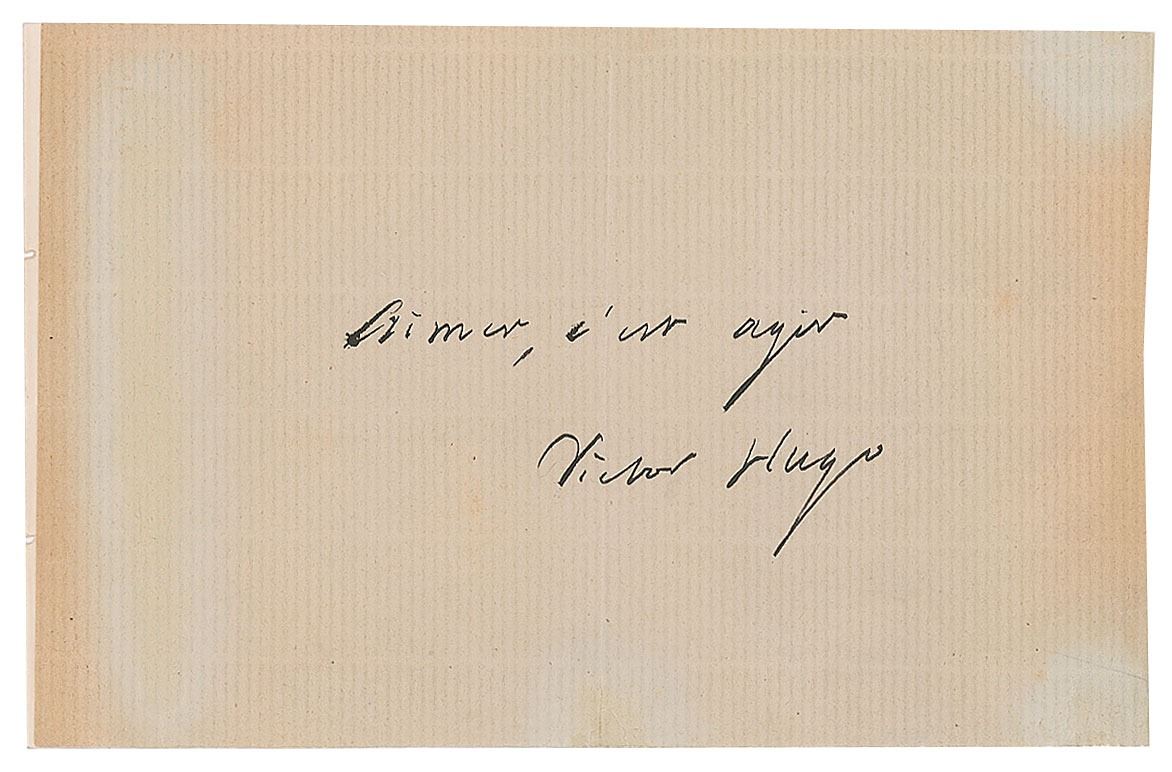 Aimer, c'est agir
Victor Hugo